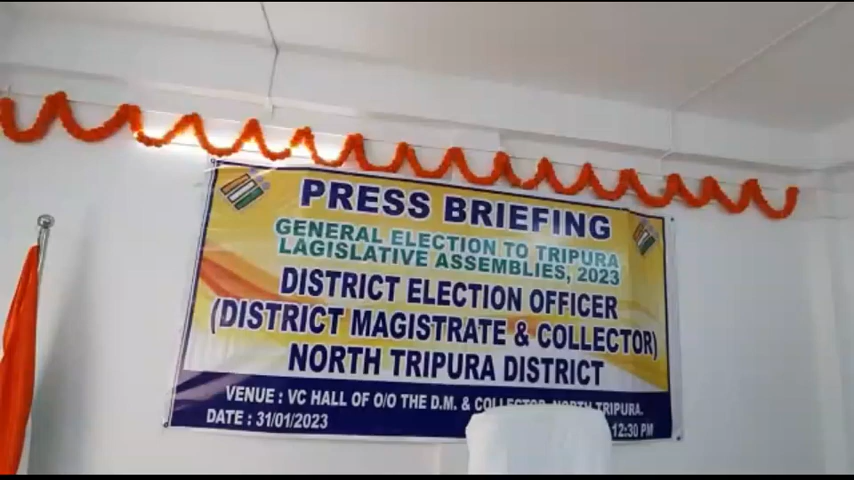 PRESS BRIEFING
GENERAL ELECTION TO TRIPURA
LAGISLATIVE ASSEMBLIES, 2023
DISTRICT ELECTION OFFICER
(DISTRICT MAGISTRATE & COLLECTOR)
NORTH TRIPURA DISTRICT
VENUE : VC HALL OF O/O THE D.M. & COLLECTOR, NORTH TRIPURA.
DATE : 31/01/2023 12:30 PM